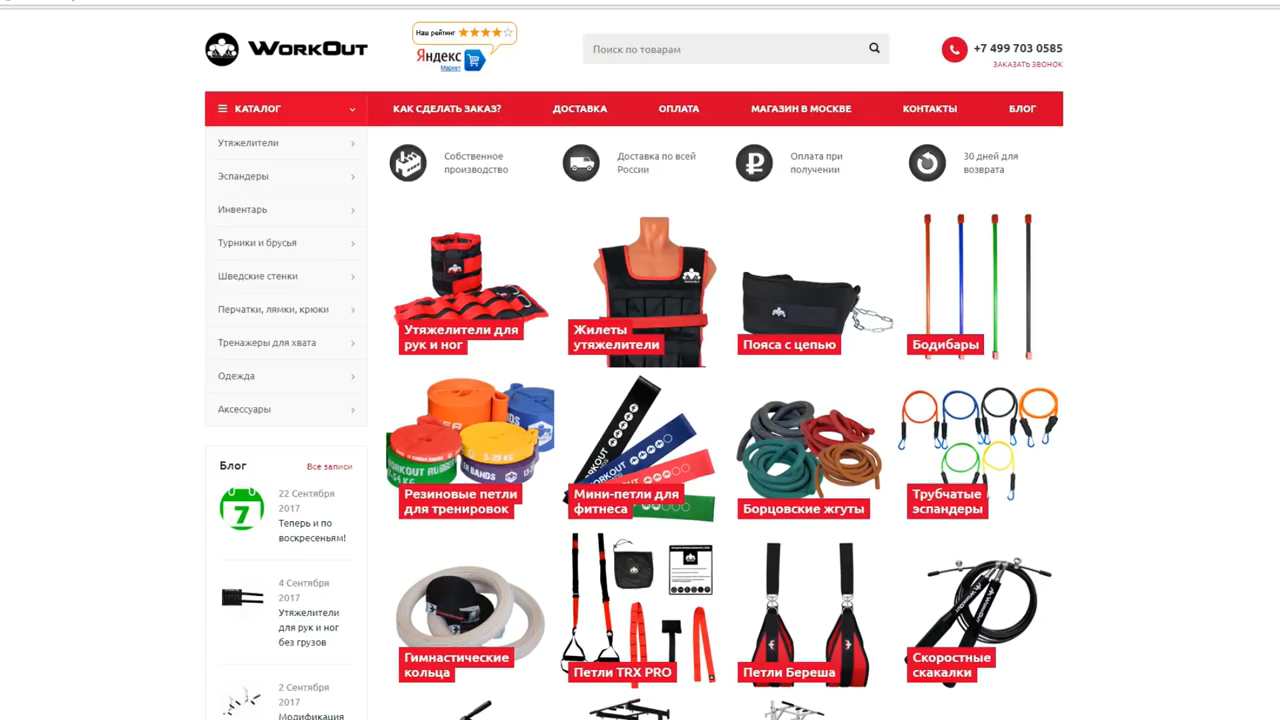 WORKOUT
Наш рейтинг
Яндекс
Маркет
Поиск по товарам
+7 499 703 0585
ЗАКАЗАТЬ ЗВОНОК
КАТАЛОГ
КАК СДЕЛАТЬ ЗАКАЗ?
ДОСТАВКА
ОПЛАТА
МАГАЗИН В МОСКВЕ
КОНТАКТЫ
БЛОГ
Утяжелители
Эспандеры
Инвентарь
Турники и брусья
Шведские стенки
Перчатки, лямки, крюки
Тренажеры для хвата
Одежда
Аксессуары
Собственное
производство
Доставка по всей
России
Оплата при
получении
30 дней для
возврата
Утяжелители для
рук и ног
Жилеты
утяжелители
Пояса с цепью
Бодибары
Резиновые петли
для тренировок
Мини-петли для
фитнеса
Борцовские жгуты
Трубчатые
эспандеры
Гимнастические
кольца
Петли TRX PRO
Петли Береша
Скоростные
скакалки
Блог
Все записи
7
22 Сентября
2017
Теперь и по
воскресеньям!
4 Сентября
2017
Утяжелители
для рук и ног
без грузов
2 Сентября
2017
Модификация